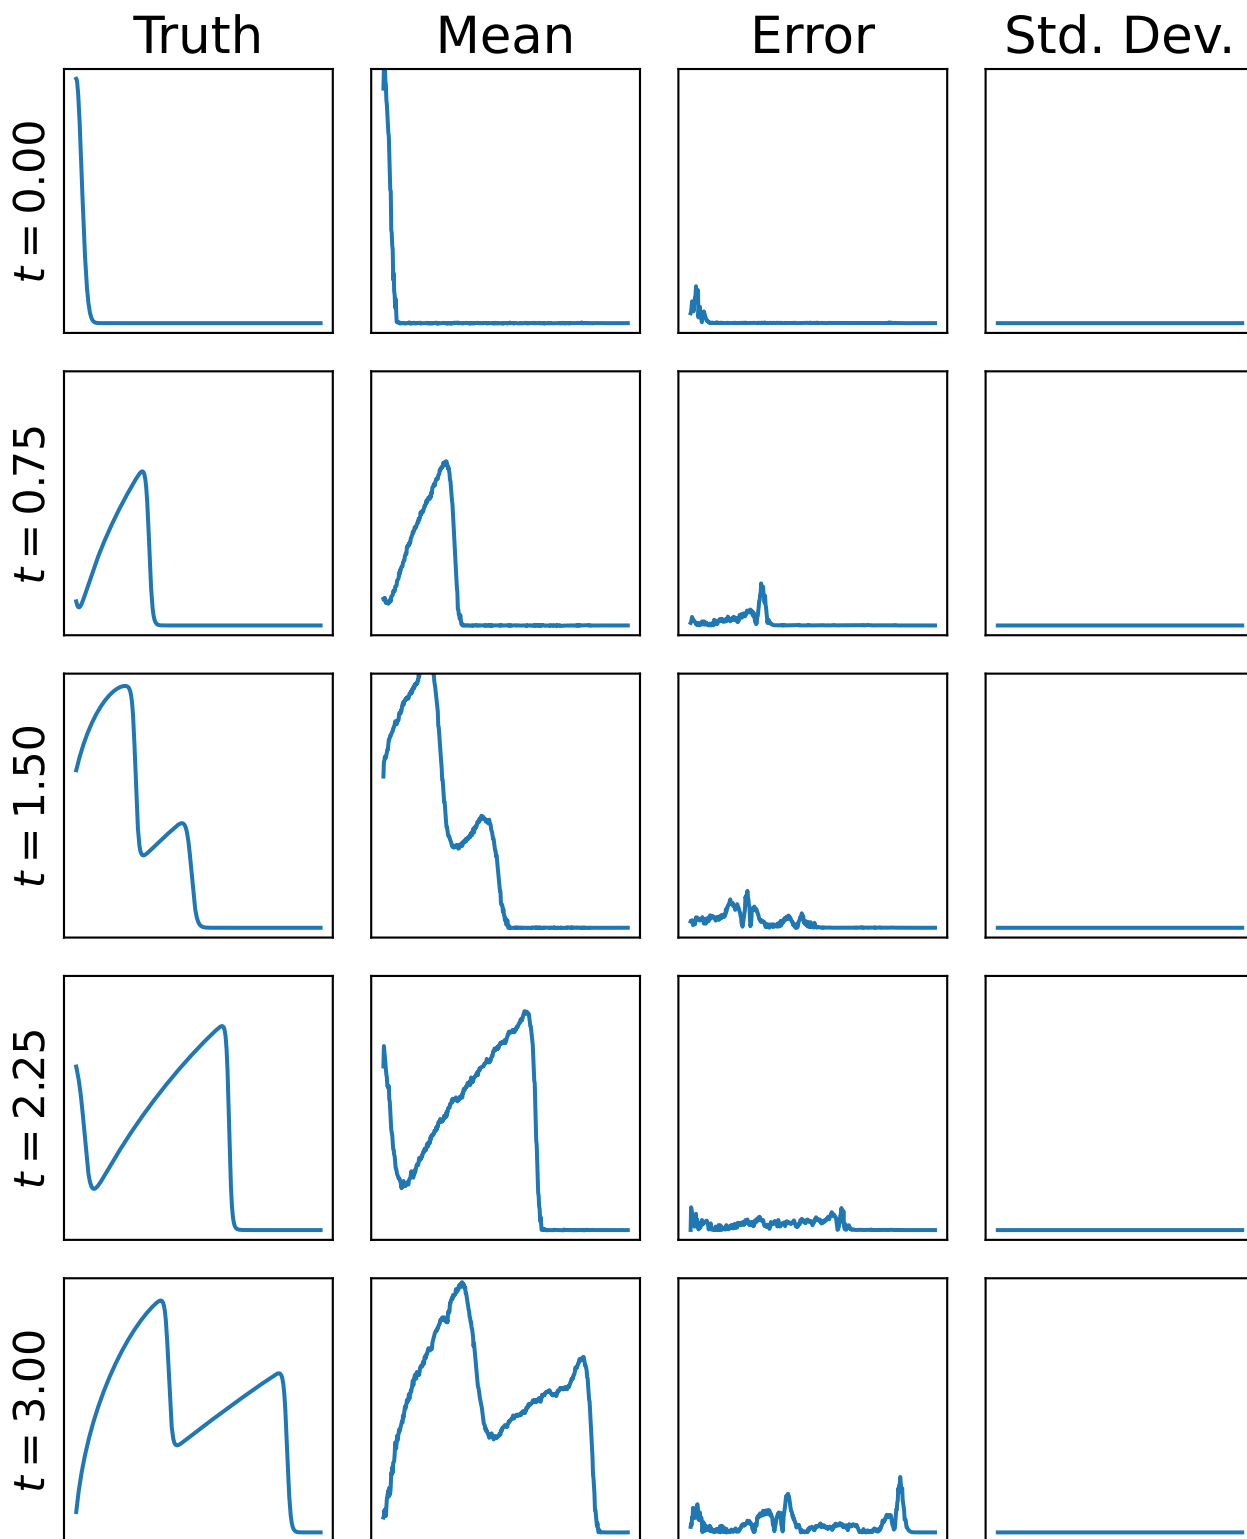 Truth Mean Error Std. Dev.
t = 0.00
t = 0.75
t = 1.50
t = 2.25
t = 3.00